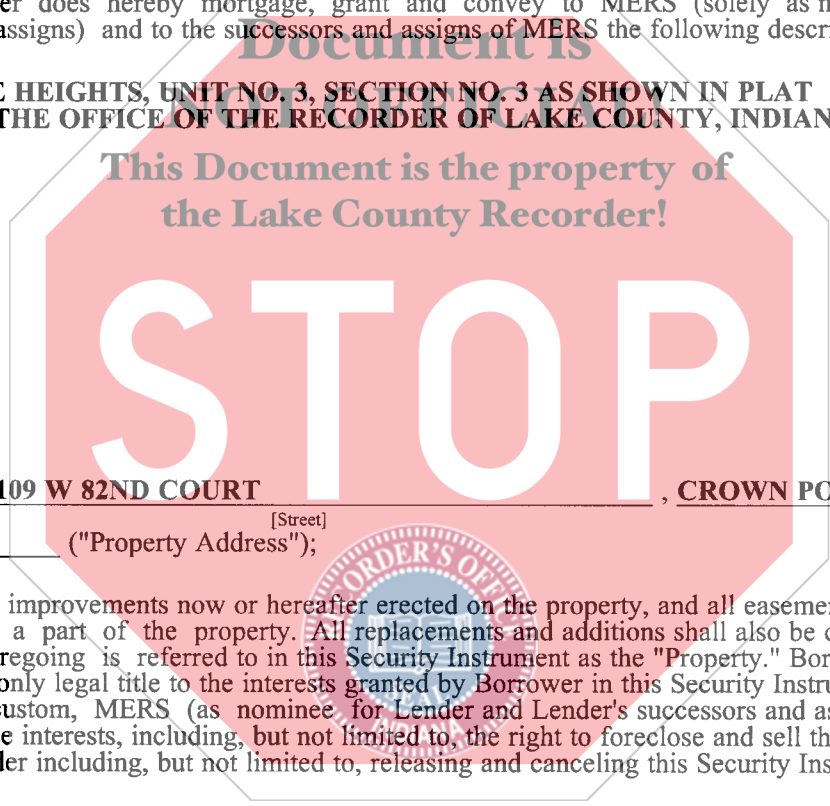 er does hereby mortgage, grant and convey to MERS (solely as
assigns) and to the successors and assigns of MERS the following descri
Document is
NOT OFFICIAL!
HEIGHTS, UNIT NO. 3, SECTION NO. 3 AS SHOWN IN PLAT
THE OFFICE OF THE RECORDER OF LAKE COUNTY, INDIAN
This Document is the property of
the Lake County Recorder!
STOP
109 W 82ND COURT , CROWN PO
[Street]
("Property Address");
improvements now or hereafter erected on the property, and all easeme
a part of the property. All replacements and additions shall also be c
regoing is referred to in this Security Instrument as the "Property." Bor
only legal title to the interests granted by Borrower in this Security Instru
custom, MERS (as nominee for Lender and Lender's successors and as
e interests, including, but not limited to, the right to foreclose and sell th
der including, but not limited to, releasing and canceling this Security Ins
CORDER'S OFFIC
INDIANA